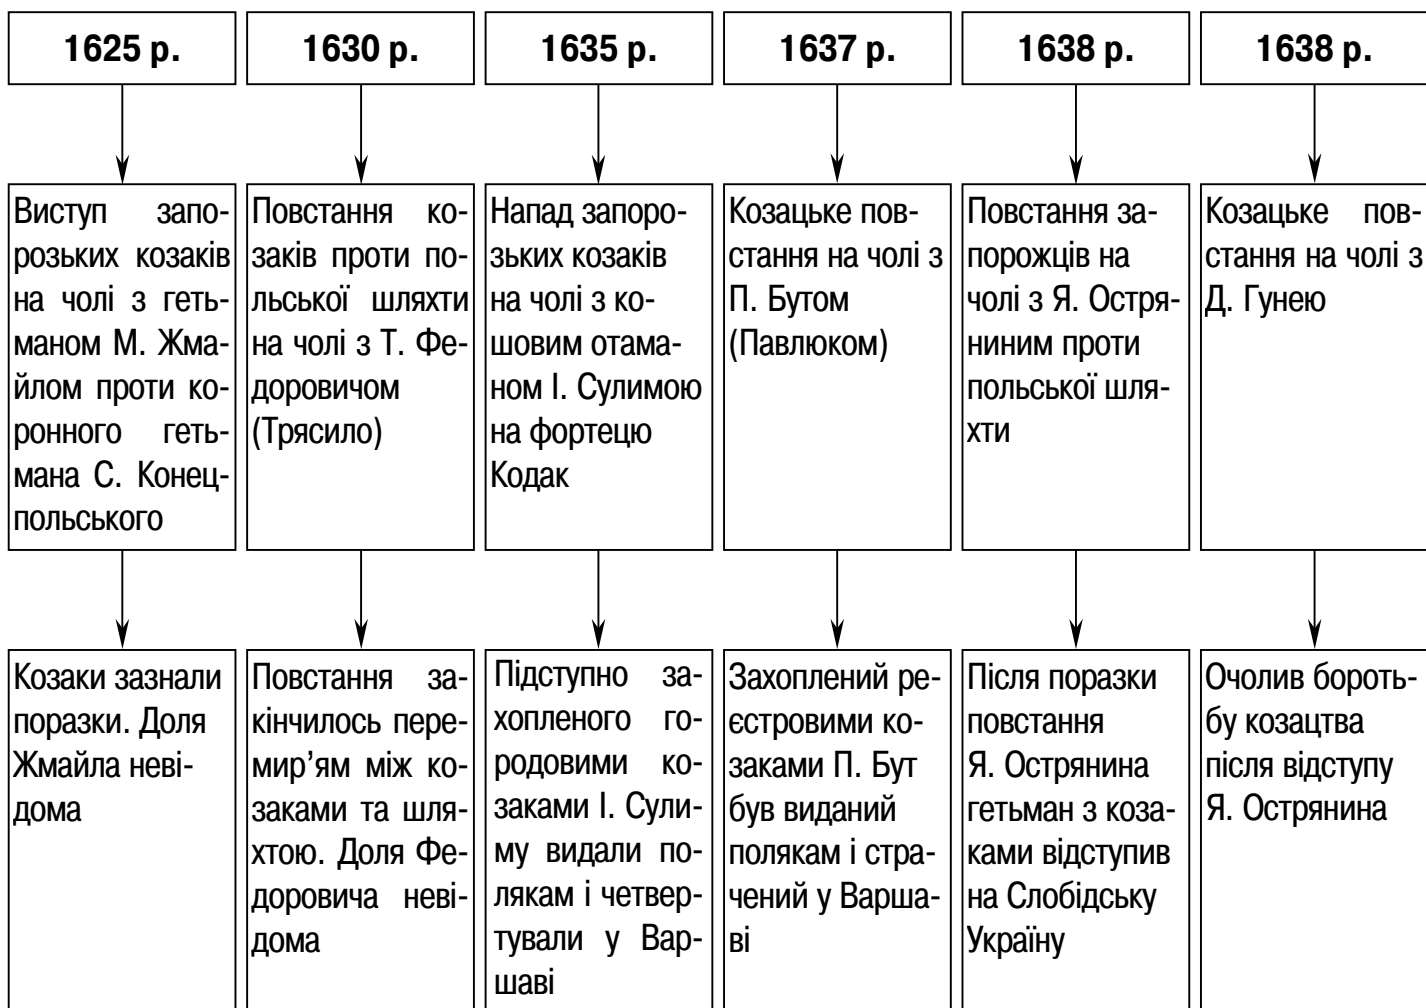 1625 р.
1630 р.
1635 р.
1637 р.
1638 р.
1638 р.
Виступ запо-
розьких козаків
на чолі з геть-
маном М. Жма-
йлом проти ко-
ронного геть-
мана С. Конец-
польського
Повстання ко-
заків проти по-
льської шляхти
на чолі з Т. Фе-
доровичом
(Трясило)
Напад запоро-
зьких козаків
на чолі з ко-
шовим отама-
ном І. Сулимою
на фортецю
Кодак
Козацьке пов-
стання на чолі з
П. Бутом
(Павлюком)
Повстання за-
порожців на
чолі з Я. Остря-
ниним проти
польської шля-
хти
Козацьке пов-
стання на чолі з
Д. Гунею
Козаки зазнали
поразки. Доля
Жмайла неві-
дома
Повстання за-
кінчилось пере-
мир'ям між ко-
заками та шля-
хтою. Доля Фе-
доровича неві-
дома
Підступно за-
хопленого го-
родовими ко-
заками І. Сули-
му видали по-
лякам і четвер-
тували у Вар-
шаві
Захоплений ре-
єстровими ко-
заками П. Бут
був виданий
полякам і стра-
чений у Варша-
ві
Після поразки
повстання
Я. Острянина
гетьман з коза-
ками відступив
на Слобідську
Україну
Очолив бороть-
бу козацтва
після відступу
Я. Острянина